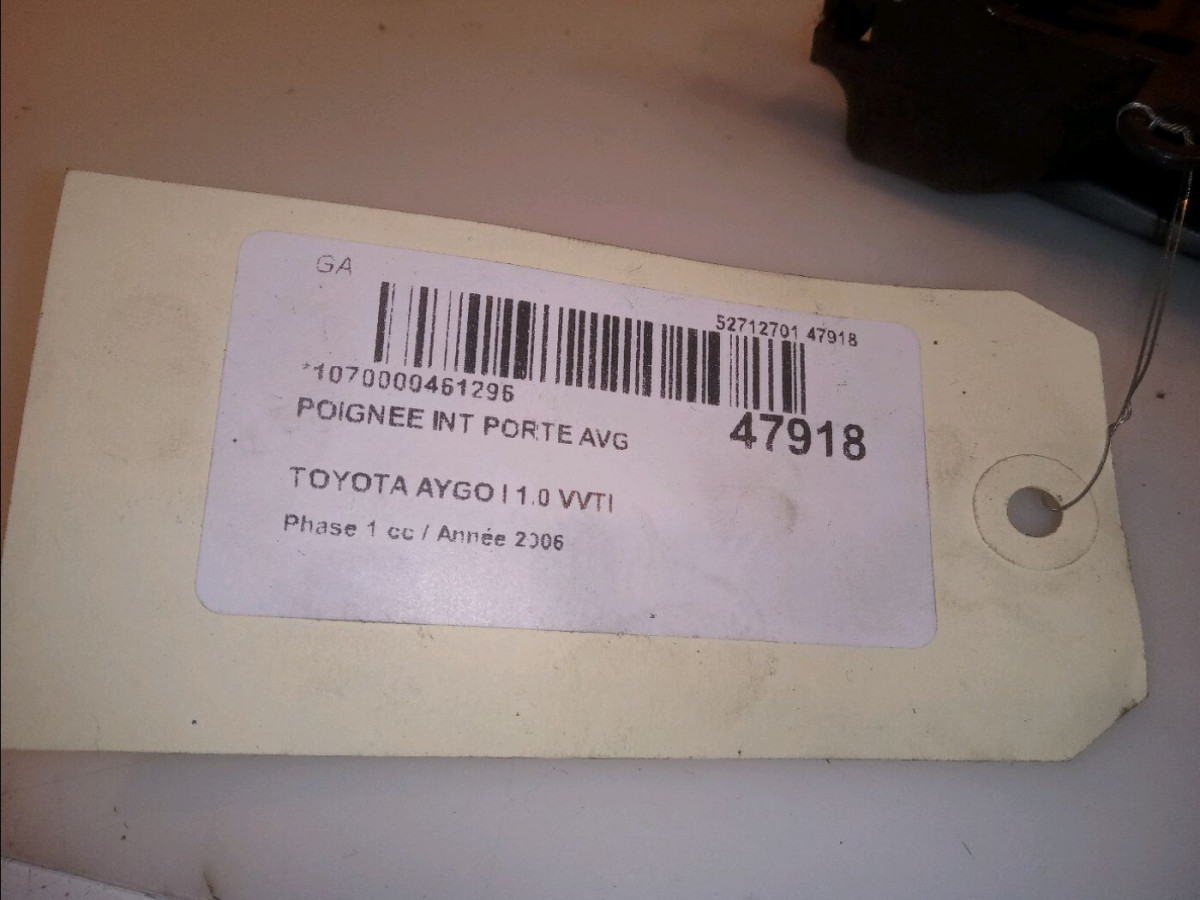 GA
52712701 47918
*1070000461296
POIGNEE INT PORTE AVG
47918
TOYOTA AYGO I 1.0 VVTI
Phase 1 cc / Année 2006